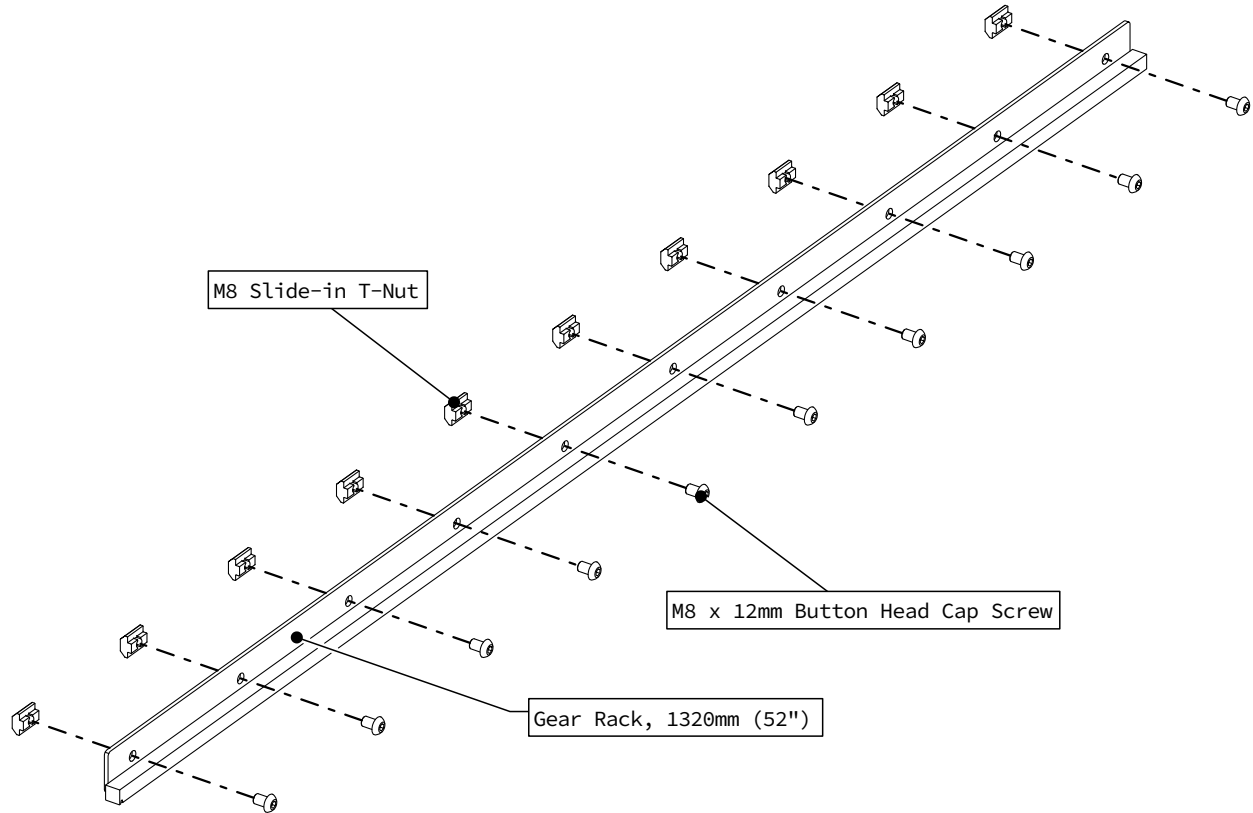 M8 Slide-in T-Nut
M8 x 12mm Button Head Cap Screw
Gear Rack, 1320mm (52")